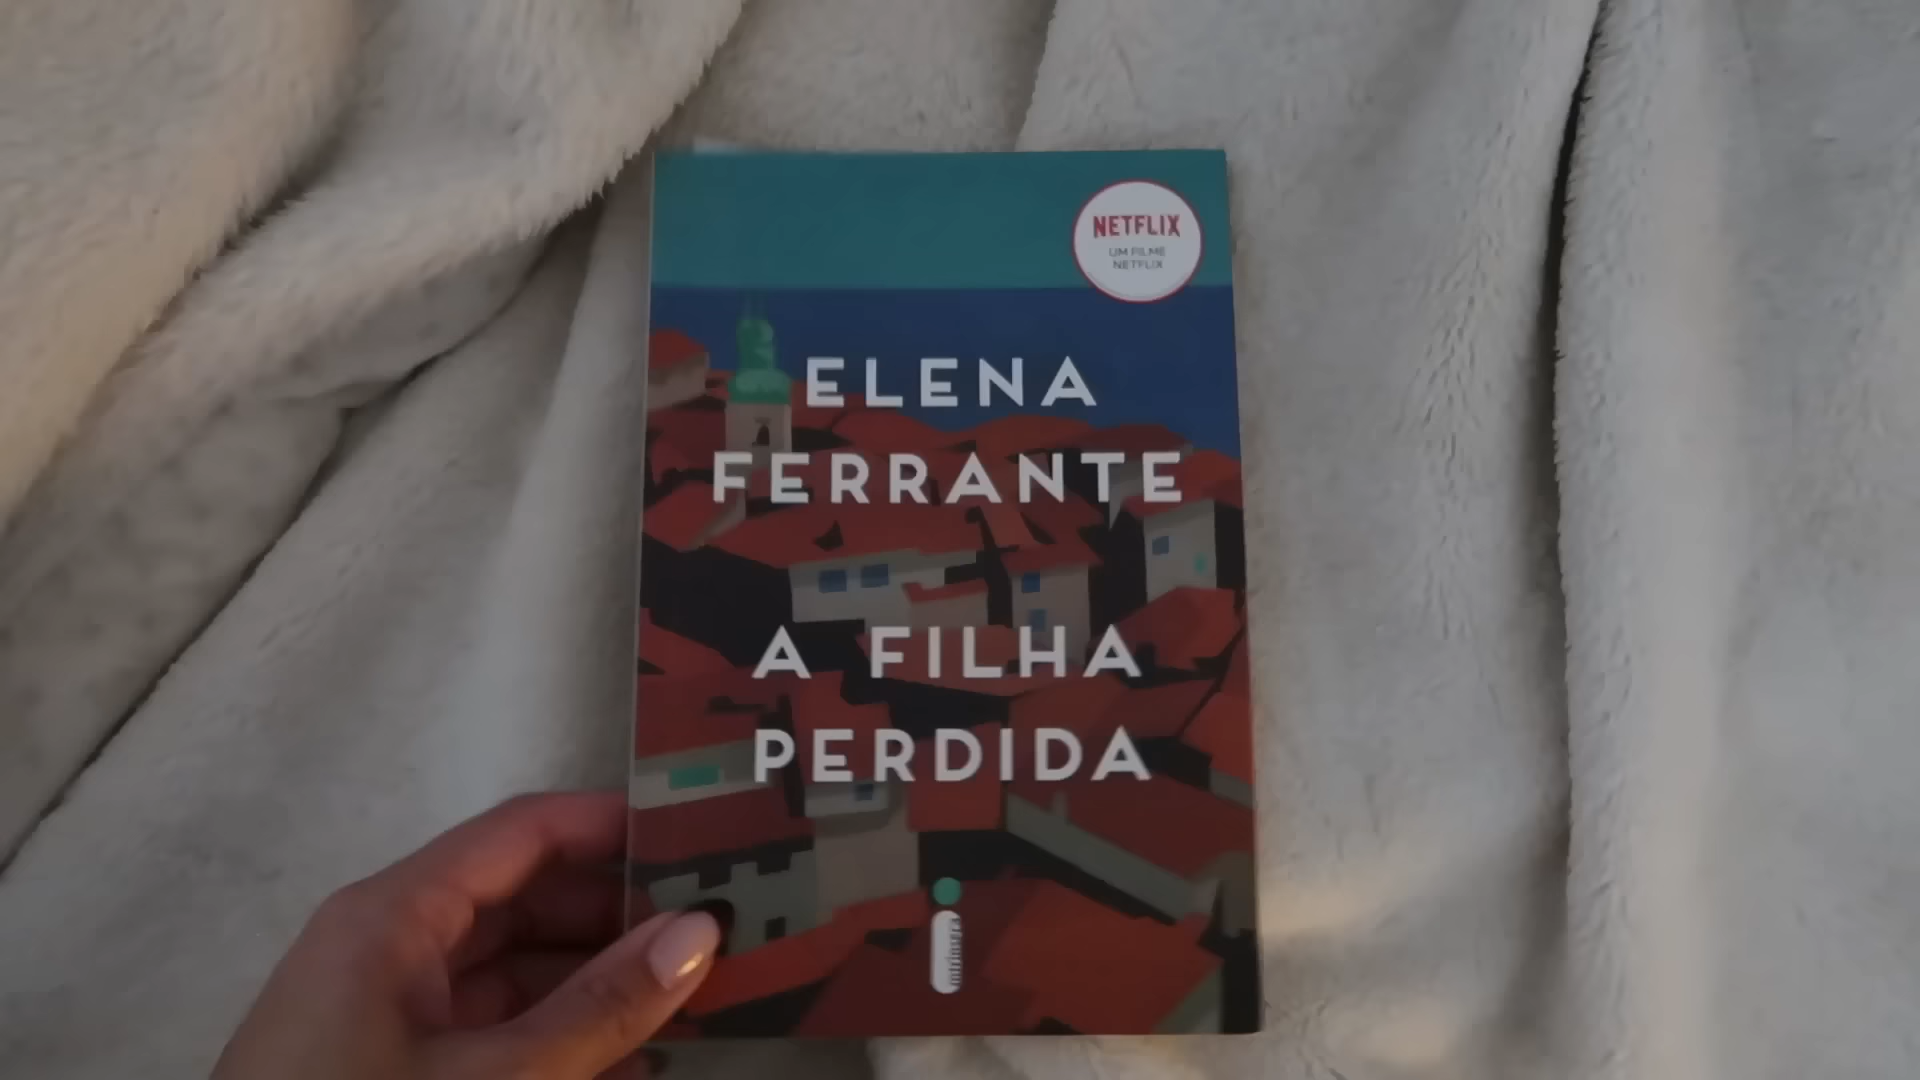 NETFLIX
UM FILME
NETFLIX
ELENA
FERRANTE
A FILHA
PERDIDA